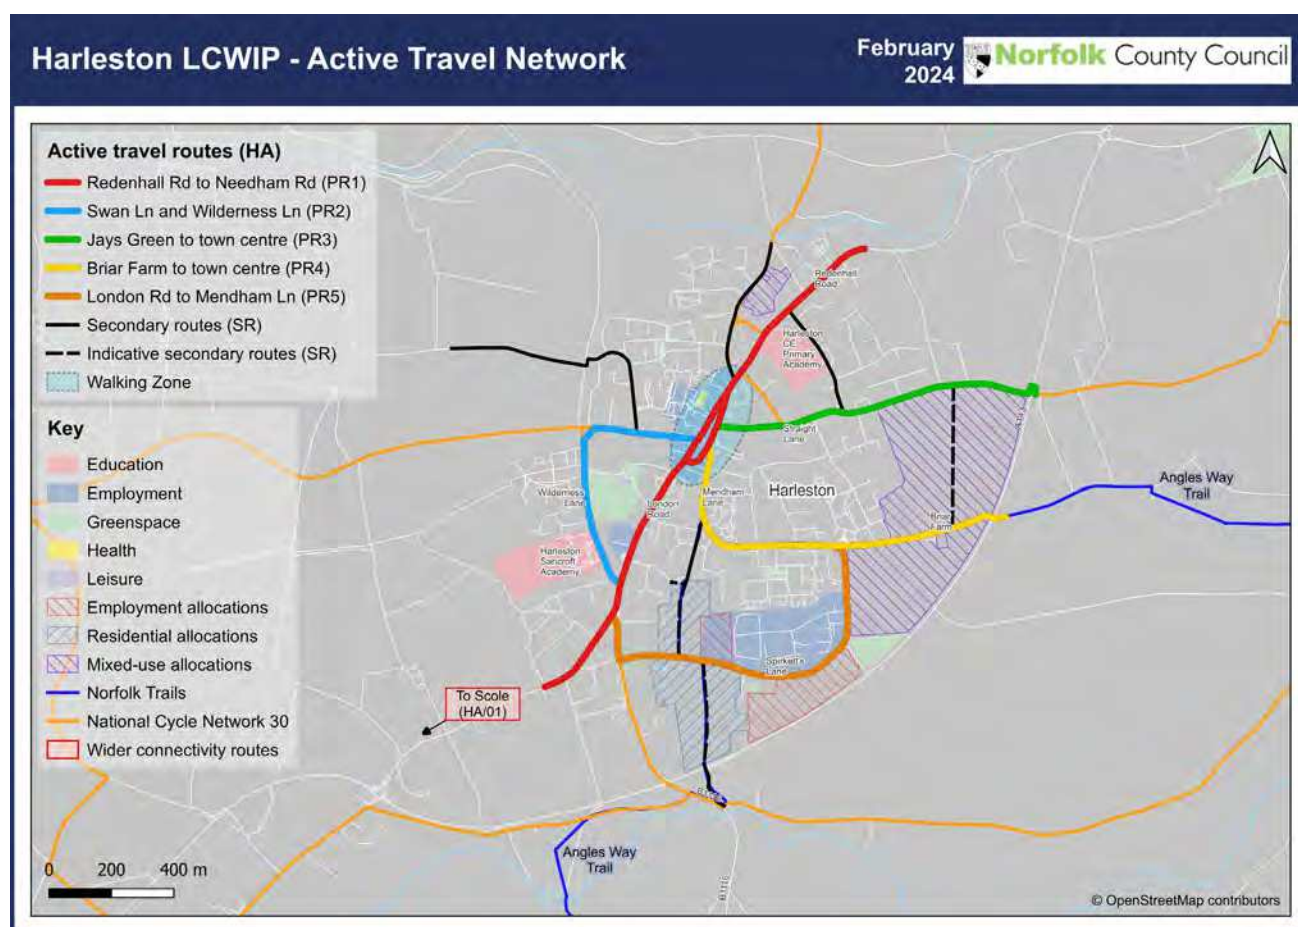 Harleston LCWIP - Active Travel Network
February
2024
Norfolk County Council
Active travel routes (HA)
Redenhall Rd to Needham Rd (PR1)
Swan Ln and Wilderness Ln (PR2)
Jays Green to town centre (PR3)
Briar Farm to town centre (PR4)
London Rd to Mendham Ln (PR5)
Secondary routes (SR)
Indicative secondary routes (SR)
Walking Zone
Key
Education
Employment
Greenspace
Health
Leisure
Employment allocations
Residential allocations
Mixed-use allocations
Norfolk Trails
National Cycle Network 30
Wider connectivity routes
0 200 400 m
Redenhall
Road
Harleston
CE
Primary
Academy
Straight
Lane
Angles Way
Trail
Harleston
Mendham
Lane
Wilderness
Lane
London
Road
Briar
Farm
Harleston
Sancroft
Academy
Spirkett's
Lane
To Scole
(HA/01)
Angles Way
Trail
© OpenStreetMap contributors